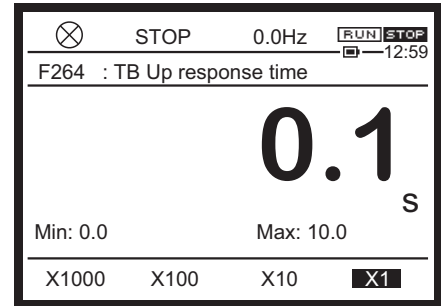 STOP 0.0Hz RUN STOP
12:59
F264 : TB Up response time
0.1
s
Min: 0.0 Max: 10.0
X1000 X100 X10 X1